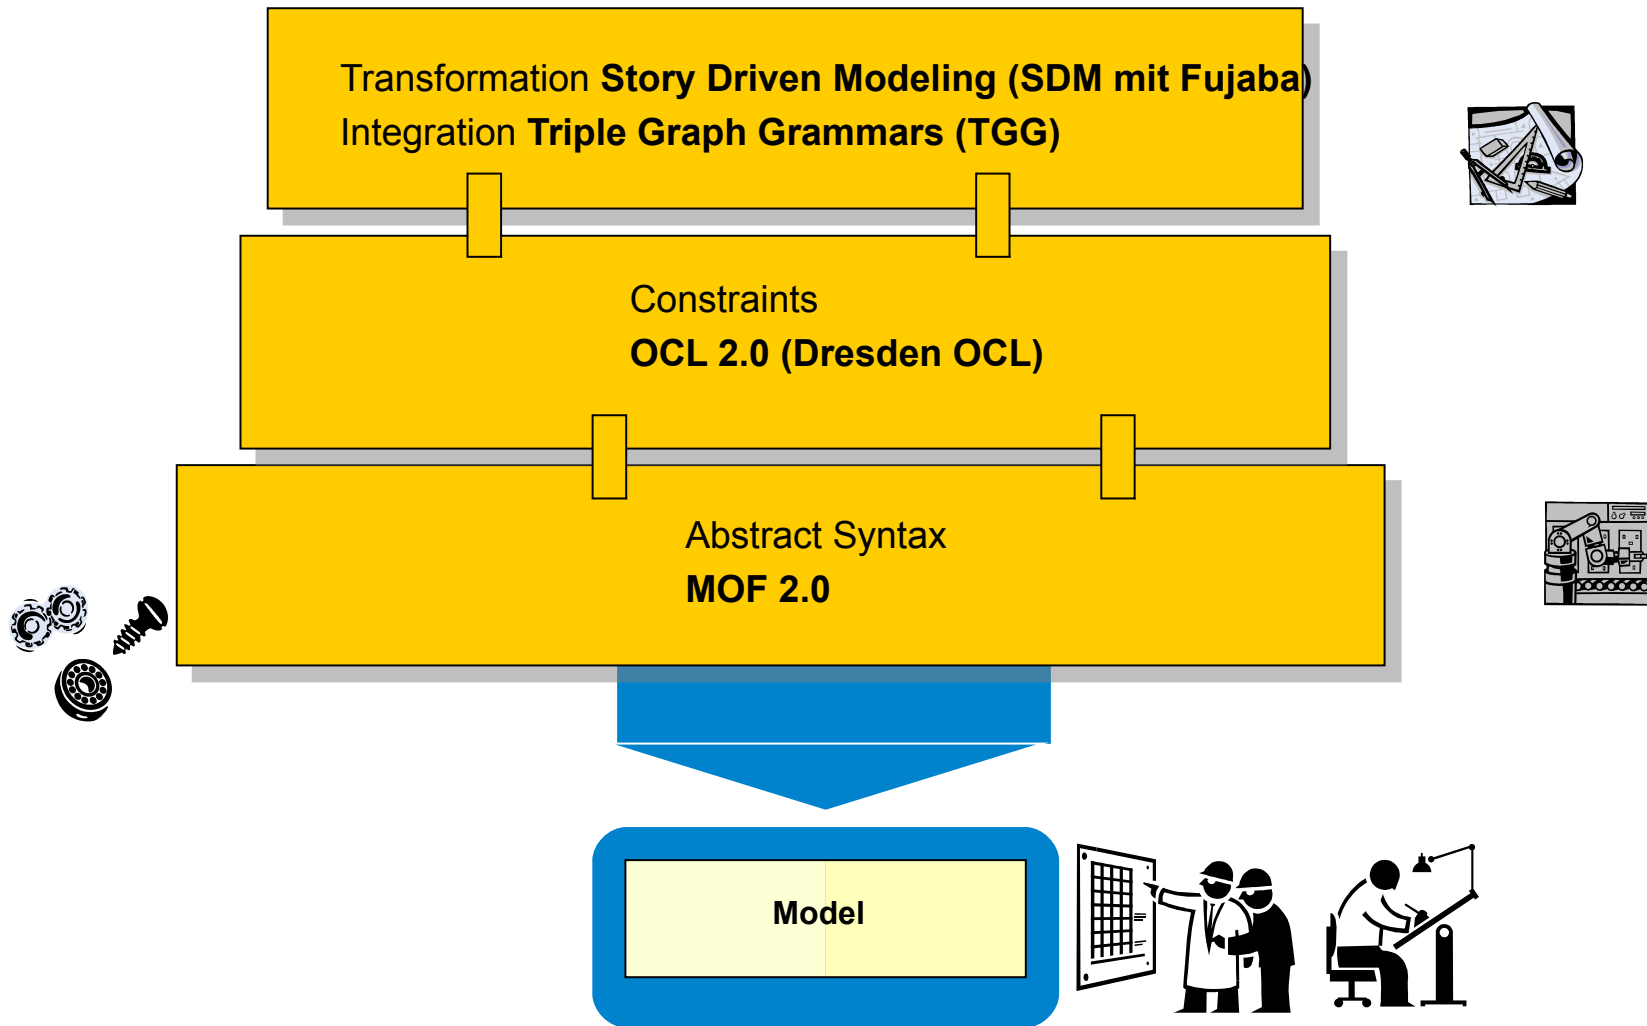 Transformation Story Driven Modeling (SDM mit Fujaba)
Integration Triple Graph Grammars (TGG)
Constraints
OCL 2.0 (Dresden OCL)
Abstract Syntax
MOF 2.0
Model